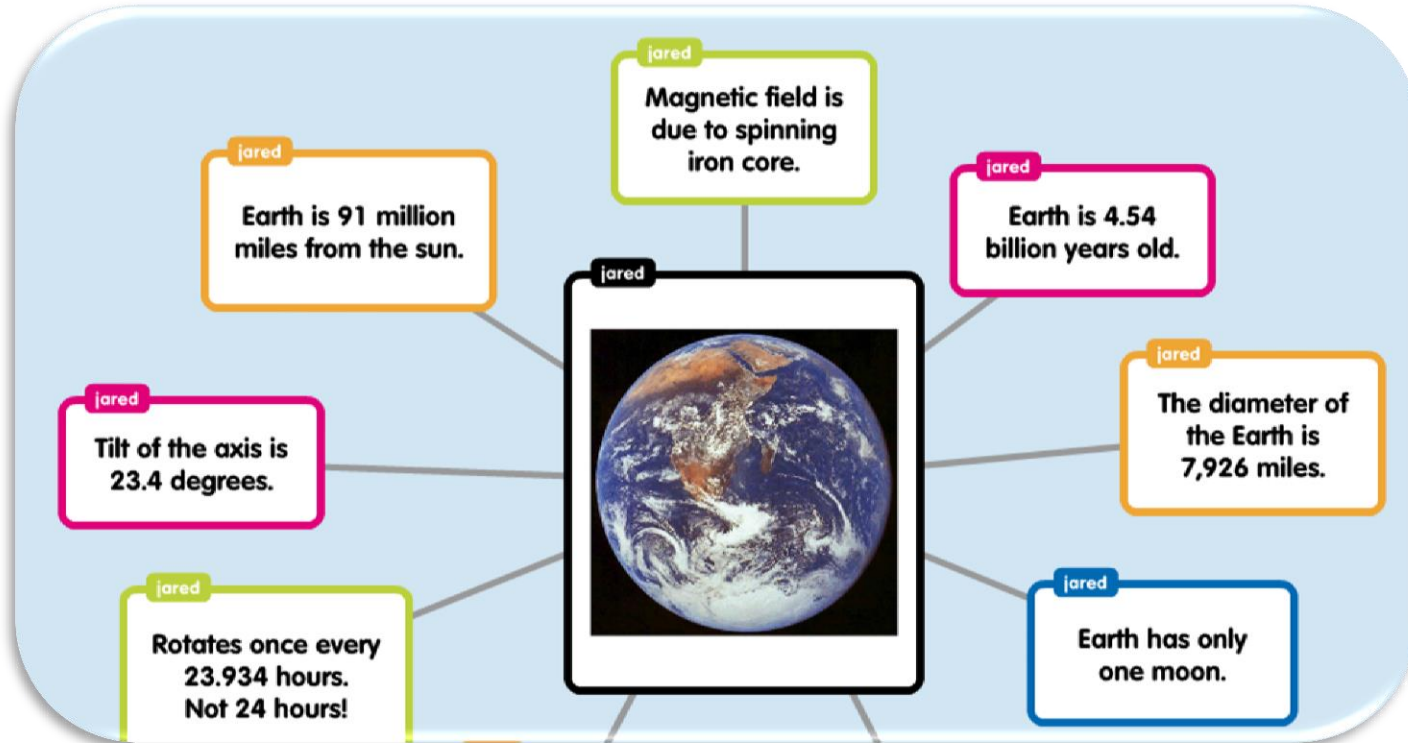 jared
Magnetic field is
due to spinning
iron core.
jared
Earth is 91 million
miles from the sun.
jared
Earth is 4.54
billion years old.
jared
jared
The diameter of
the Earth is
7,926 miles.
jared
Tilt of the axis is
23.4 degrees.
jared
Rotates once every
23.934 hours.
Not 24 hours!
jared
Earth has only
one moon.